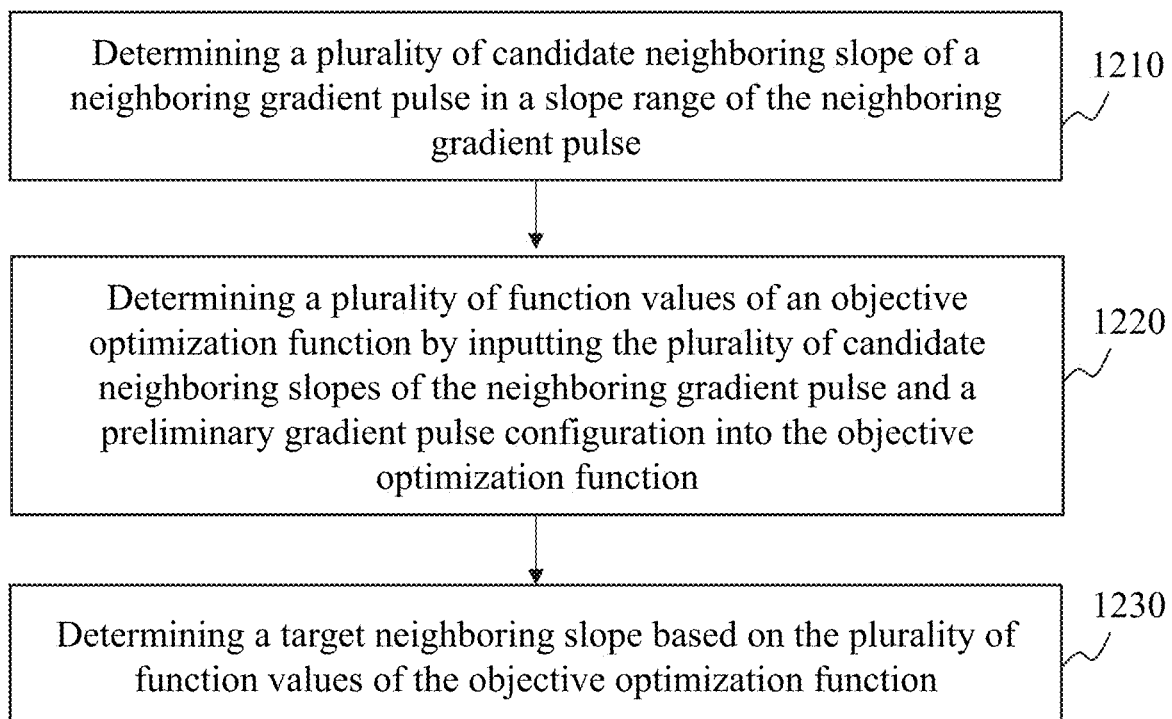 Determining a plurality of candidate neighboring slope of a
neighboring gradient pulse in a slope range of the neighboring
gradient pulse
1210
Determining a plurality of function values of an objective
optimization function by inputting the plurality of candidate
neighboring slopes of the neighboring gradient pulse and a
preliminary gradient pulse configuration into the objective
optimization function
1220
Determining a target neighboring slope based on the plurality of
function values of the objective optimization function
1230